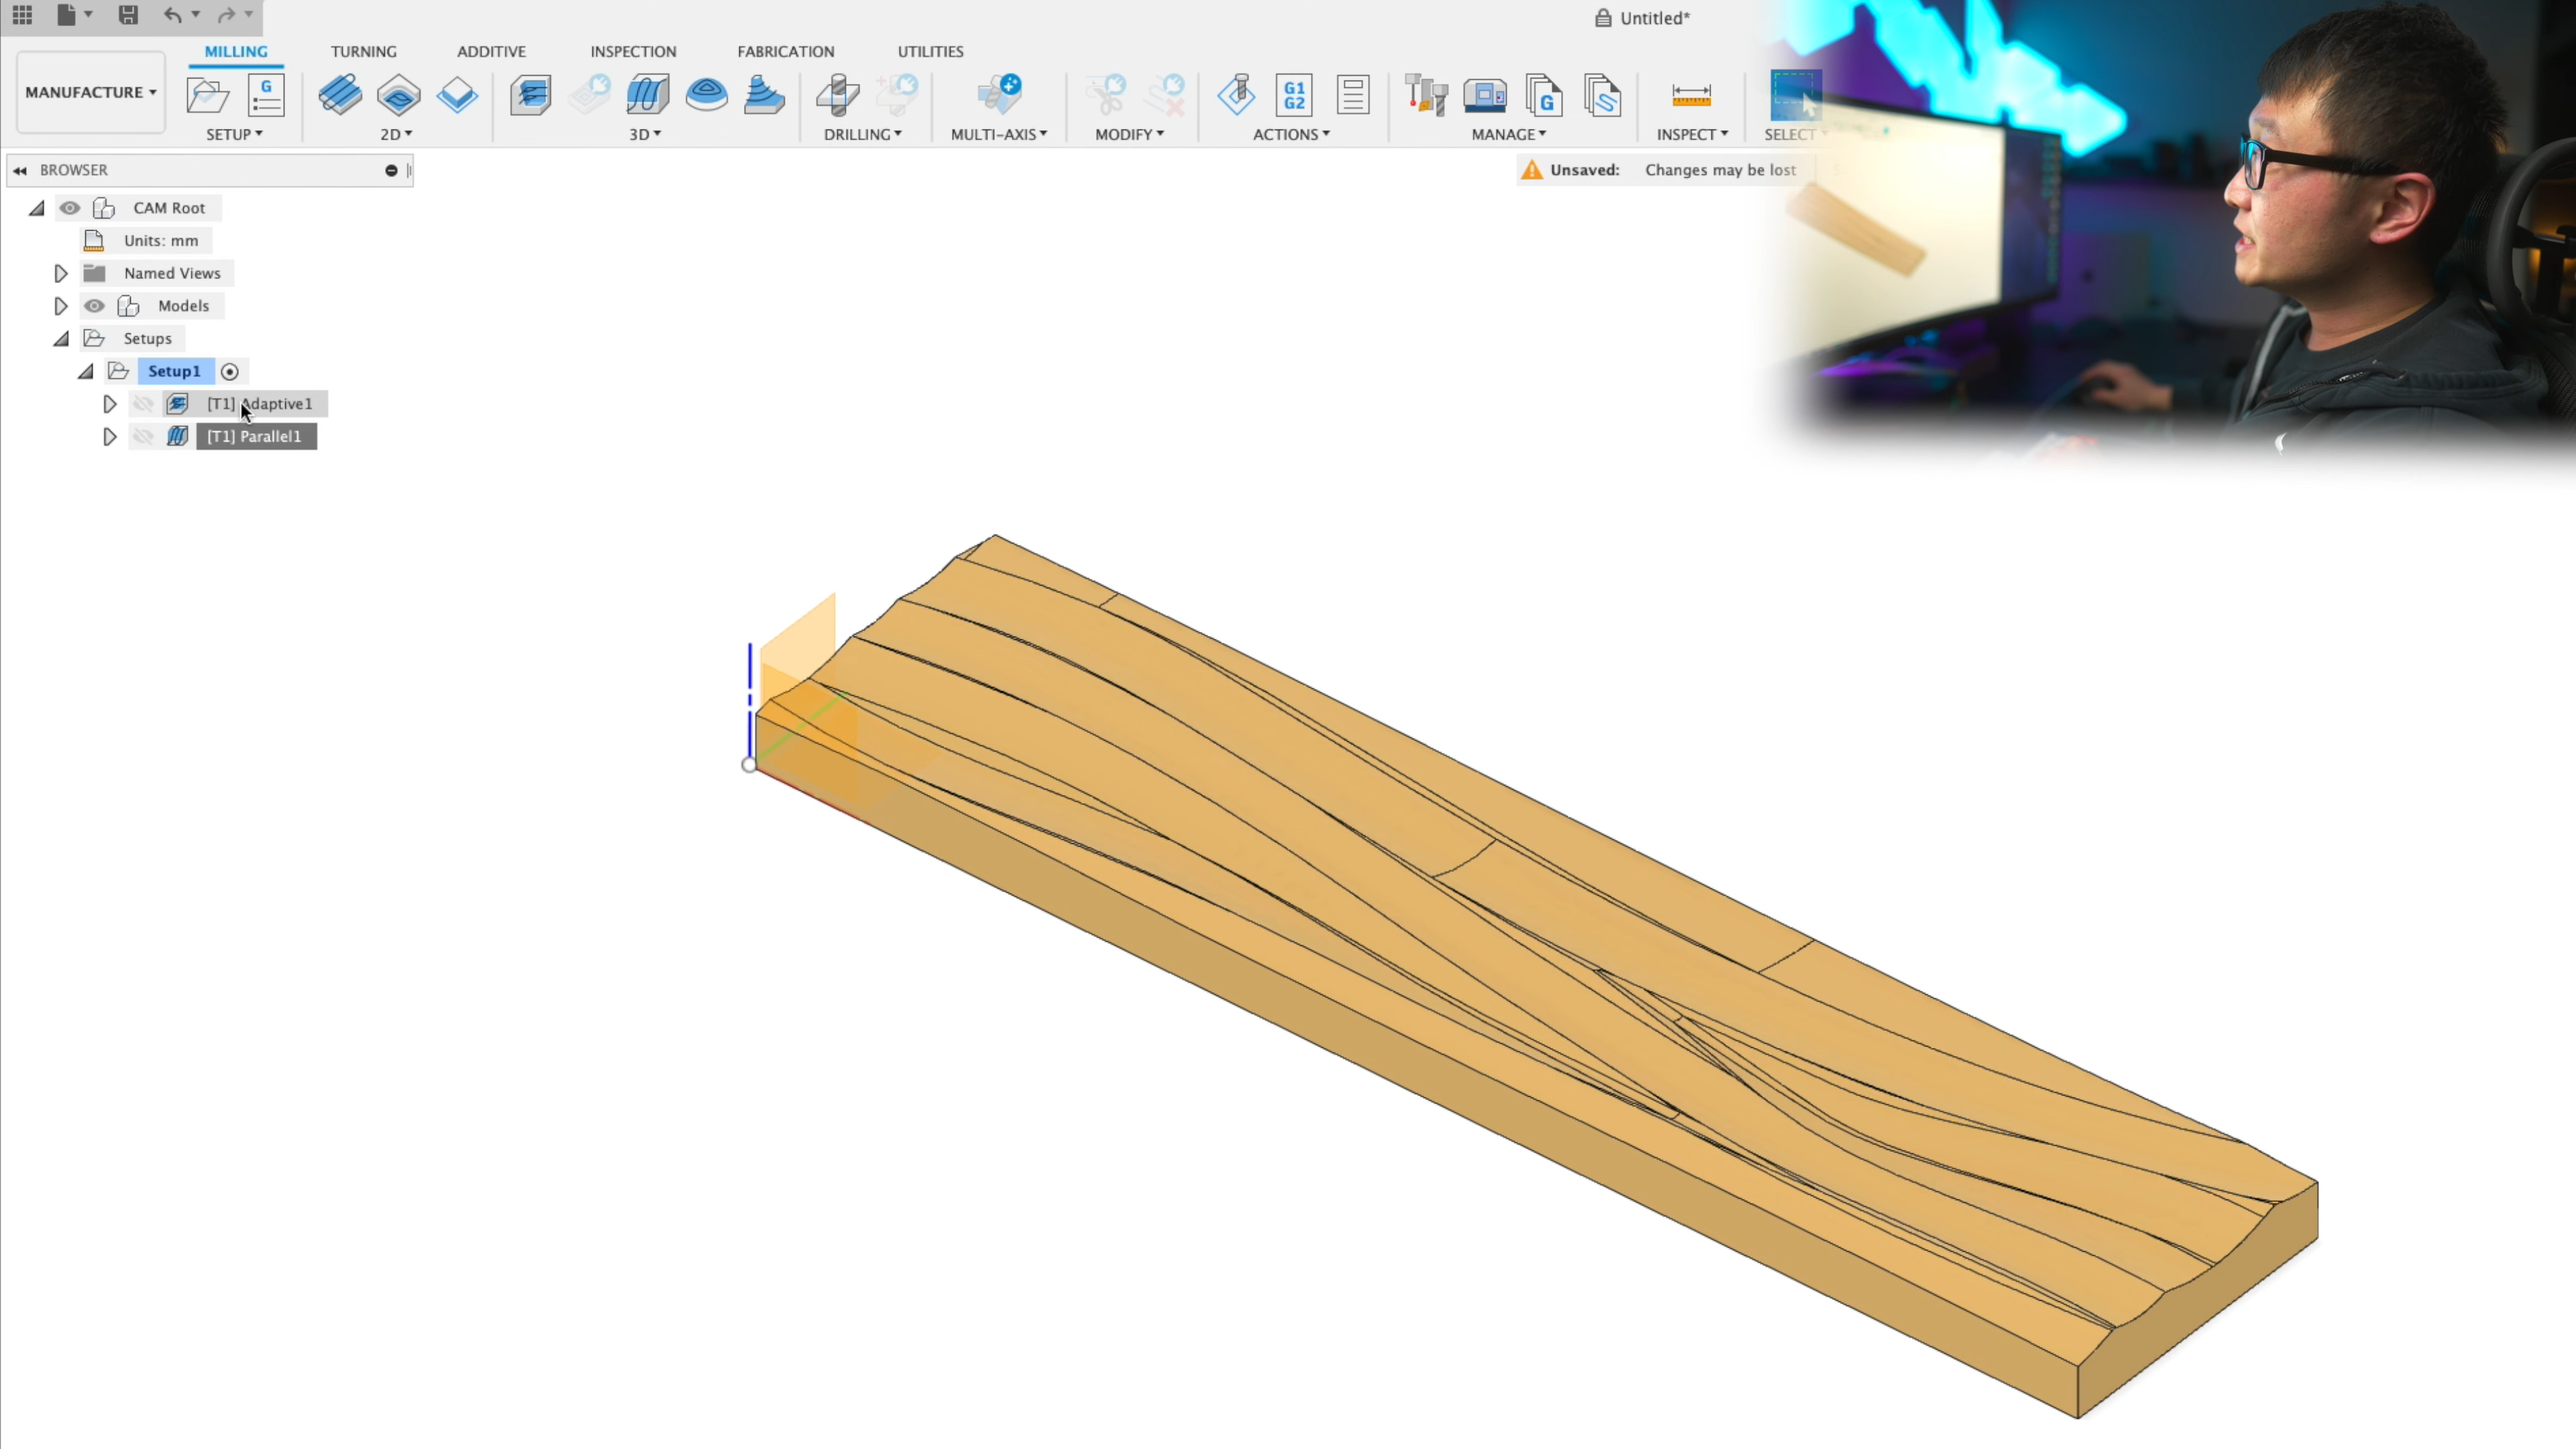 Untitled*
MILLING TURNING ADDITIVE INSPECTION FABRICATION UTILITIES
MANUFACTURE
G
G1
G2
G
SETUP 2D 3D DRILLING MULTI-AXIS MODIFY ACTIONS MANAGE INSPECT SELECT
BROWSER
Unsaved: Changes may be lost
CAM Root
Units: mm
Named Views
Models
Setups
Setup1
[T1] Adaptive1
[T1] Parallel1